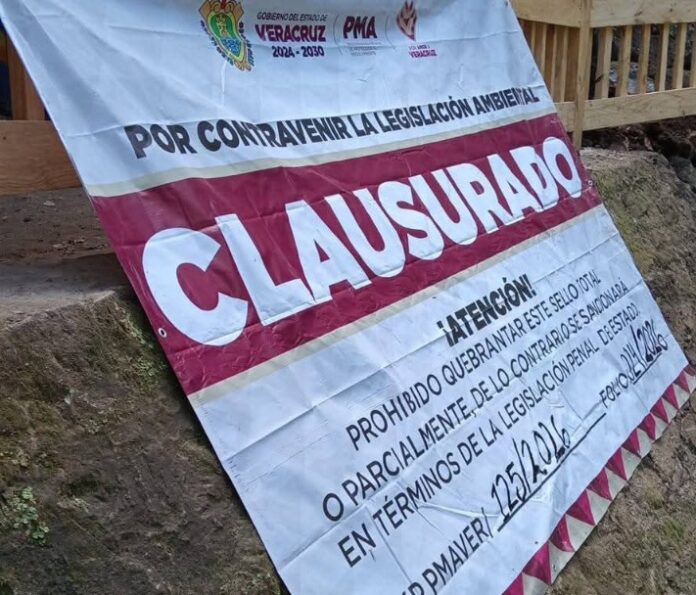 GOBIERNO DEL ESTADO DE
VERACRUZ
2024 - 2030
PMA
POR AMOR A
VERACRUZ
POR CONTRAVENIR LA LEGISLACIÓN AMBIENTAL
CLAUSURADO
¡ATENCIÓN!
PROHIBIDO QUEBRANTAR ESTE SELLO TOTAL
O PARCIALMENTE, DE LO CONTRARIO SE SANCIONARÁ
EN TÉRMINOS DE LA LEGISLACIÓN PENAL DE ESTADO.
PMAVER/ 125/2026 FOLIO: